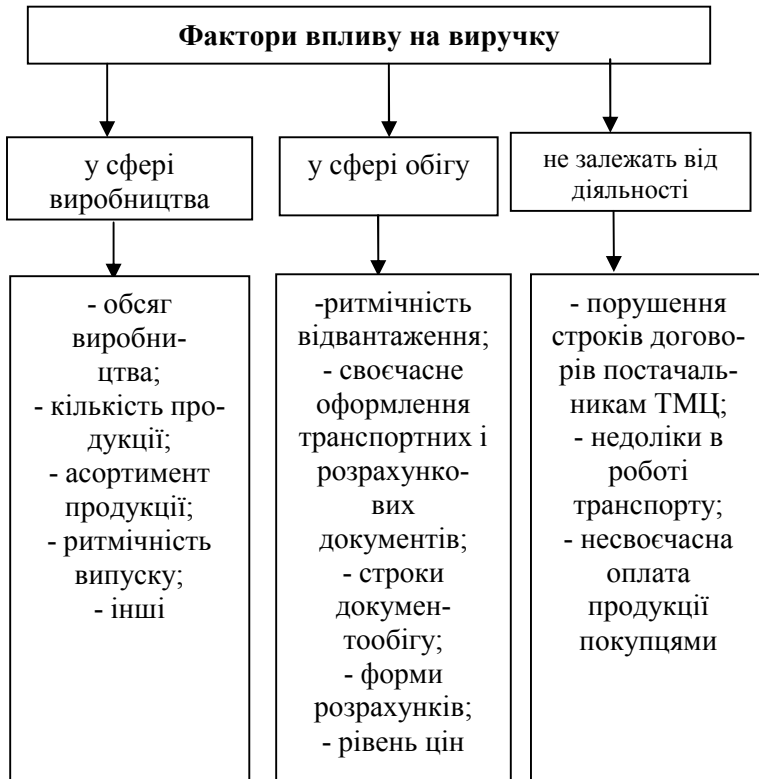 Фактори впливу на виручку
у сфері
виробництва
у сфері обігу
не залежать від
діяльності
- обсяг
виробни-
цтва;
- кількість про-
дукції;
- асортимент
продукції;
- ритмічність
випуску;
- інші
-ритмічність
відвантаження;
- своєчасне
оформлення
транспортних і
розрахунко-
вих
документів;
- строки
докумен-
тообігу;
- форми
розрахунків;
- рівень цін
- порушення
строків догово-
рів постачаль-
никам ТМЦ;
- недоліки в
роботі
транспорту;
- несвоєчасна
оплата
продукції
покупцями